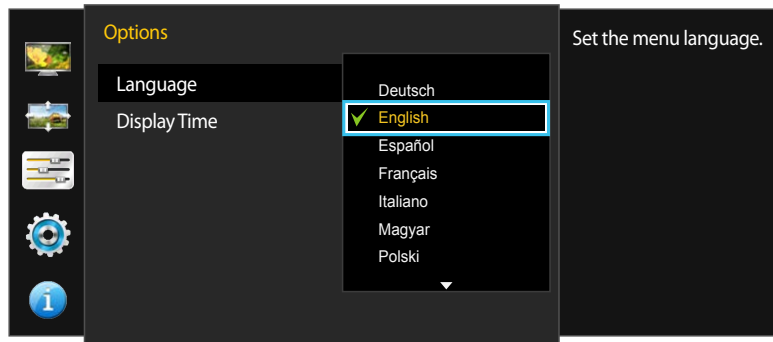 Options
Language
Display Time
Deutsch
English
Español
Français
Italiano
Magyar
Polski
Set the menu language.